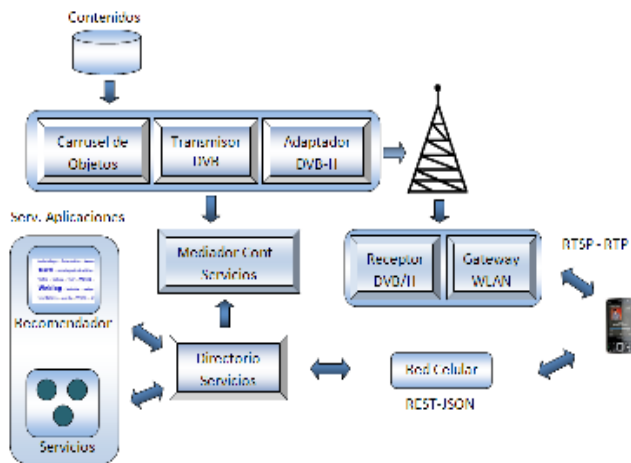 Contenidos
Carrusel de
Objetos
Transmisor
DVB
Adaptador
DVB-H
Serv. Aplicaciones
Mediador Cont
Servicios
Receptor
DVB/H
Gateway
WLAN
RTSP - RTP
Recomendador
Directorio
Servicios
Red Celular
REST-JSON
Servicios